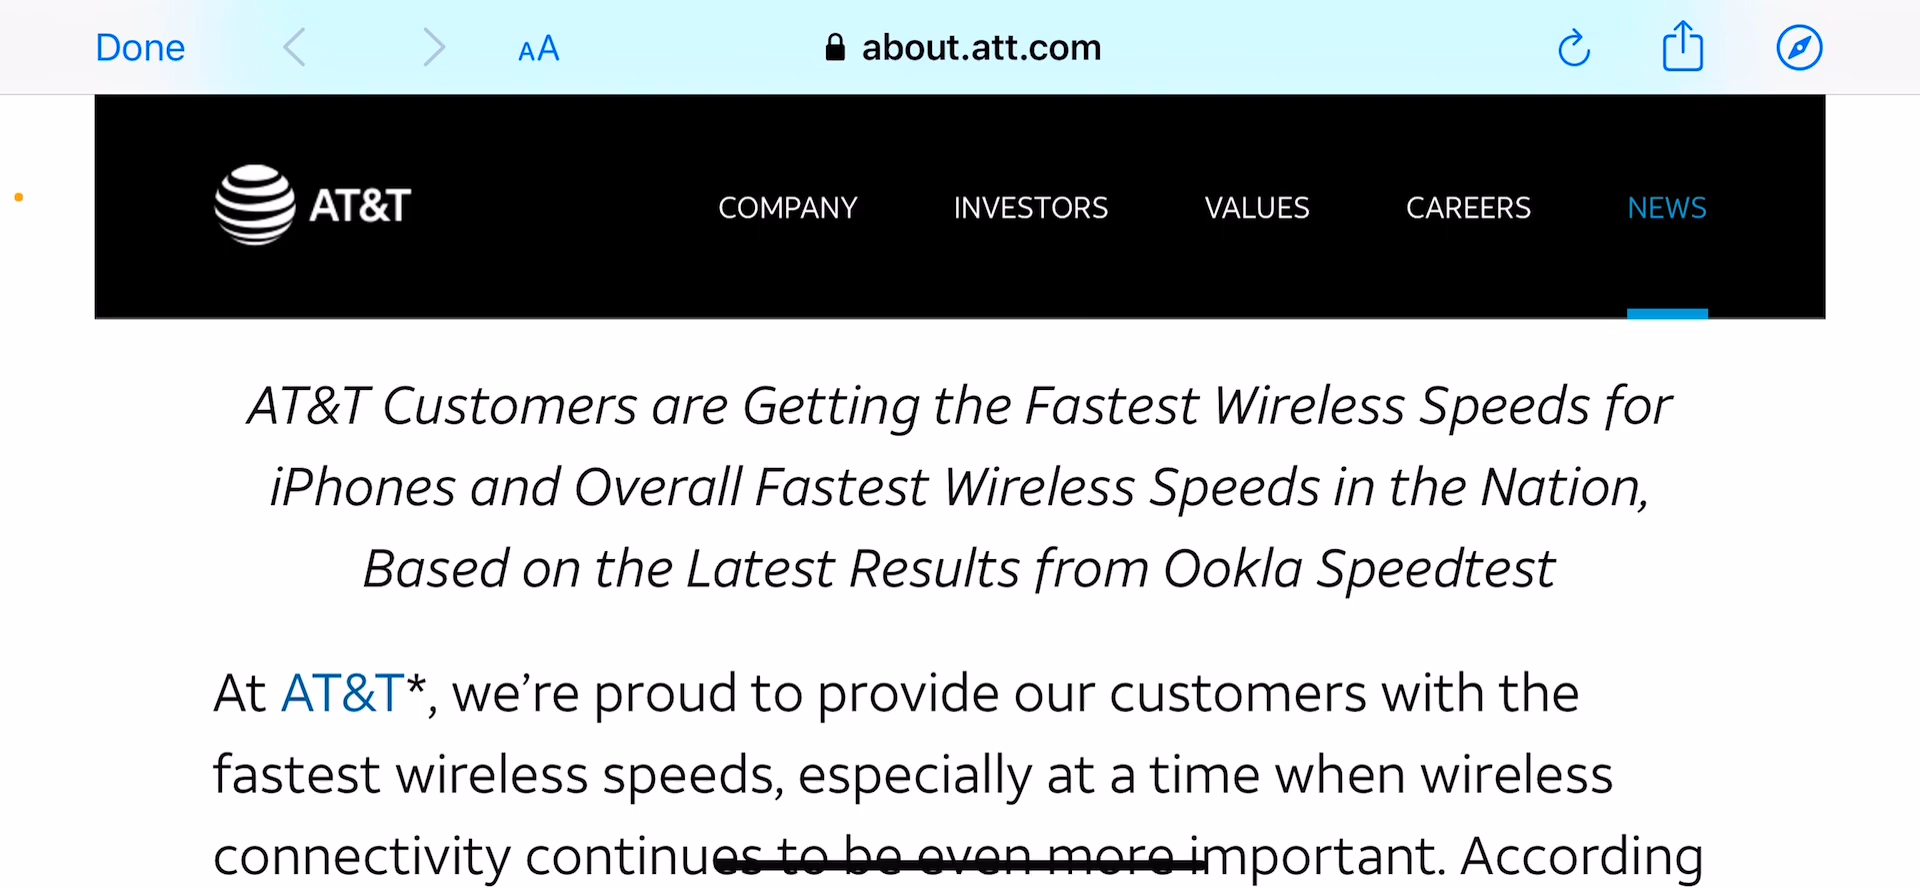 Done AA about.att.com
AT&T COMPANY INVESTORS VALUES CAREERS NEWS
AT&T Customers are Getting the Fastest Wireless Speeds for
iPhones and Overall Fastest Wireless Speeds in the Nation,
Based on the Latest Results from Ookla Speedtest
At AT&T*, we’re proud to provide our customers with the
fastest wireless speeds, especially at a time when wireless
connectivity continues to be even more important. According